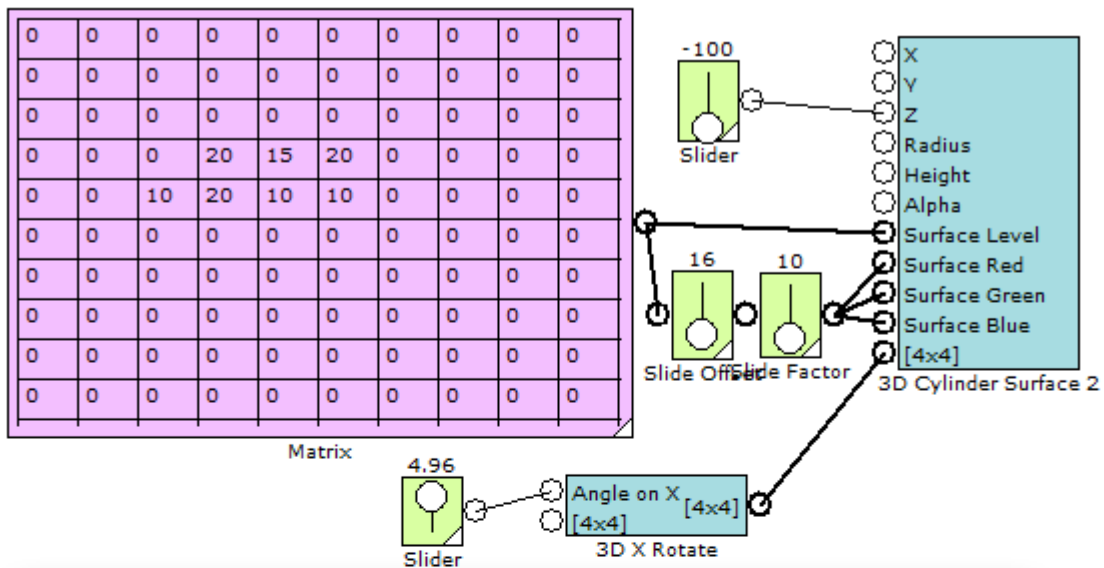 0 0 0 0 0 0 0 0 0 0
0 0 0 0 0 0 0 0 0 0
0 0 0 0 0 0 0 0 0 0
0 0 0 20 15 20 0 0 0 0
0 0 10 20 10 10 0 0 0 0
0 0 0 0 0 0 0 0 0 0
0 0 0 0 0 0 0 0 0 0
0 0 0 0 0 0 0 0 0 0
0 0 0 0 0 0 0 0 0 0
0 0 0 0 0 0 0 0 0 0
Matrix
-100
Slider
16
Slide Offset
10
Slide Factor
X
Y
Z
Radius
Height
Alpha
Surface Level
Surface Red
Surface Green
Surface Blue
[4x4]
3D Cylinder Surface 2
4.96
Slider
Angle on X
[4x4]
[4x4]
3D X Rotate